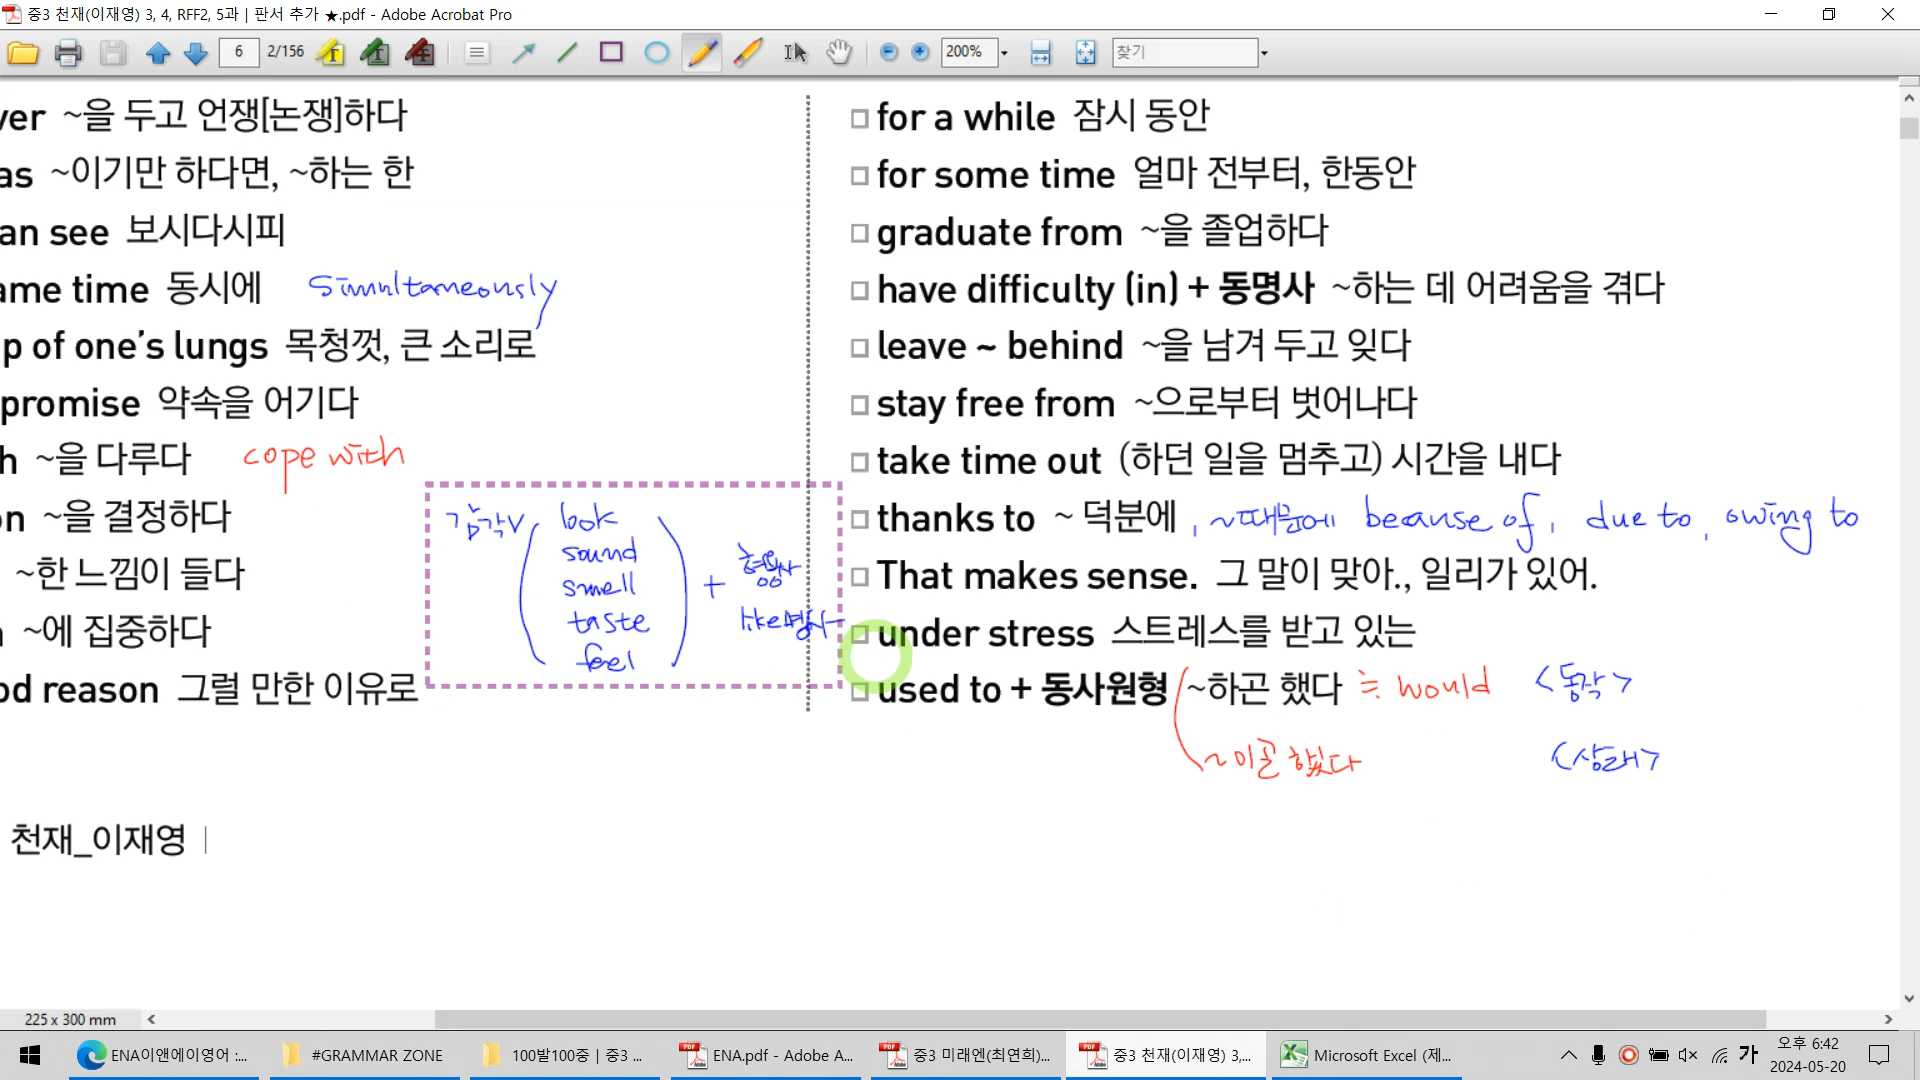 중3 천재(이재영) 3, 4, RFF2, 5과 | 판서 추가 ★.pdf - Adobe Acrobat Pro
6 2/156 200% 찾기
ver ~을 두고 언쟁[논쟁]하다
as ~이기만 하다면, ~하는 한
an see 보시다시피
ame time 동시에 simultaneously
p of one's lungs 목청껏, 큰 소리로
promise 약속을 어기다
h ~을 다루다 cope with
on ~을 결정하다
~한 느낌이 들다
~에 집중하다
od reason 그럴 만한 이유로
감각V
look
sound
smell
taste
feel
+ 형용사
like명사
for a while 잠시 동안
for some time 얼마 전부터, 한동안
graduate from ~을 졸업하다
have difficulty (in) + 동명사 ~하는 데 어려움을 겪다
leave ~ behind ~을 남겨 두고 잊다
stay free from ~으로부터 벗어나다
take time out (하던 일을 멈추고) 시간을 내다
thanks to ~ 덕분에, ~때문에 because of, due to, owing to
That makes sense. 그 말이 맞아., 일리가 있어.
under stress 스트레스를 받고 있는
used to + 동사원형 ~하곤 했다 ≒ would <동작>
~이곤 했다 <상태>
천재_이재영 |
225 x 300 mm
ENA이앤에이영어 :...
#GRAMMAR ZONE
100발100중 | 중3 ...
ENA.pdf - Adobe A...
중3 미래엔(최연희)...
중3 천재(이재영) 3,...
Microsoft Excel (제...
가
오후 6:42
2024-05-20